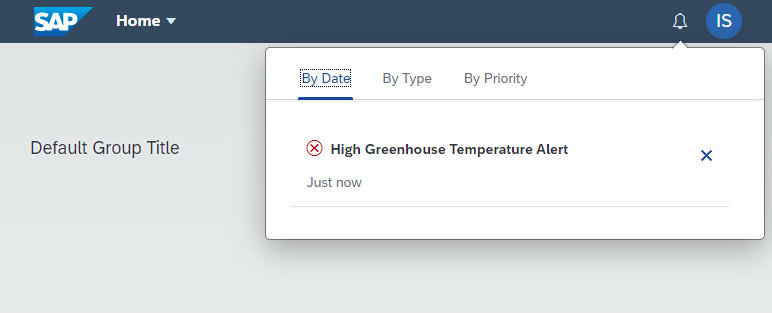 SAP
Home
IS
By Date By Type By Priority
Default Group Title
High Greenhouse Temperature Alert
Just now